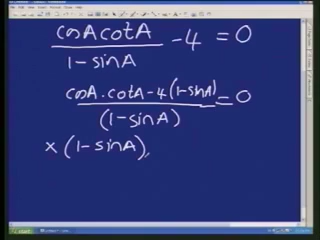 cosA cotA / 1-sinA - 4 = 0
cosA.cotA-4(1-sinA) / (1-sinA) = 0
× (1-sinA),